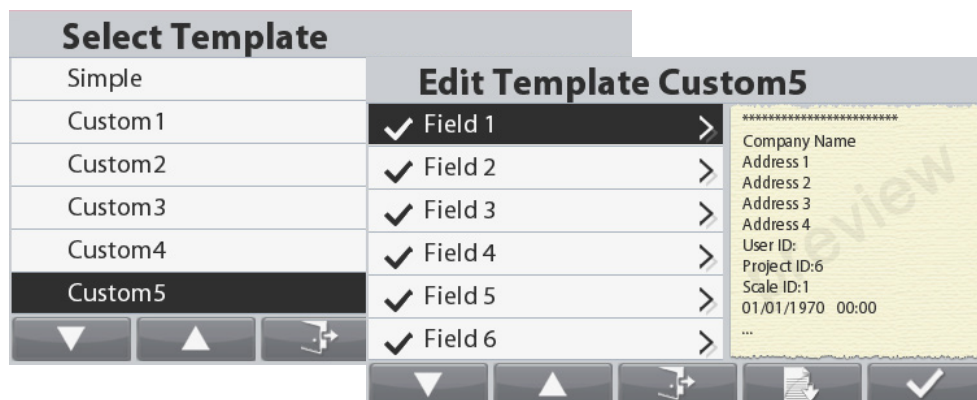 Select Template
Simple
Custom1
Custom2
Custom3
Custom4
Custom5
Edit Template Custom5
Field 1
Field 2
Field 3
Field 4
Field 5
Field 6
************************
Company Name
Address 1
Address 2
Address 3
Address 4
User ID:
Project ID:6
Scale ID:1
01/01/1970 00:00
...
Preview